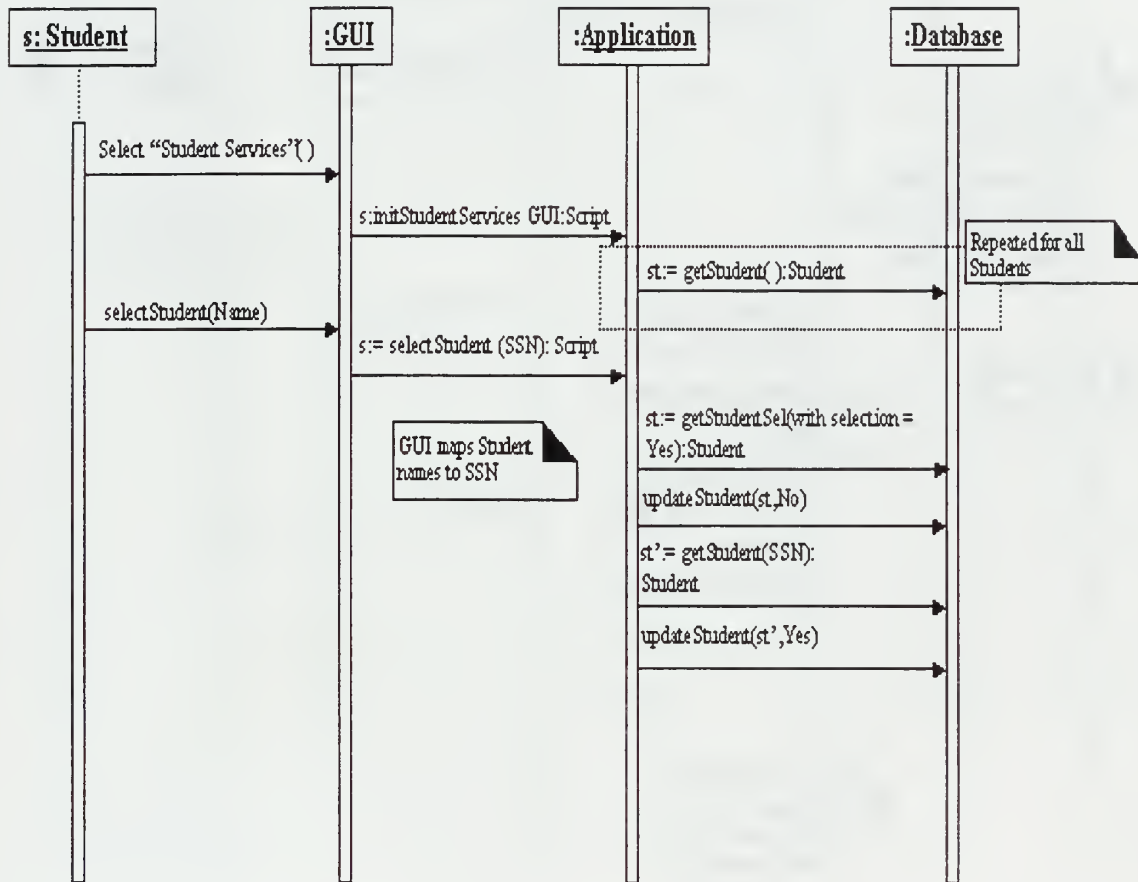 s: Student
:GUI
:Application
:Database
Select “Student Services”( )
s:initStudentServices GUI:Script
Repeated for all
Students
st:= getStudent( ):Student
selectStudent(Name)
s:= selectStudent (SSN): Script
GUI maps Student
names to SSN
st:= getStudentSel(with selection =
Yes):Student
updateStudent(st,No)
st’:= getStudent(SSN):
Student
updateStudent(st’,Yes)